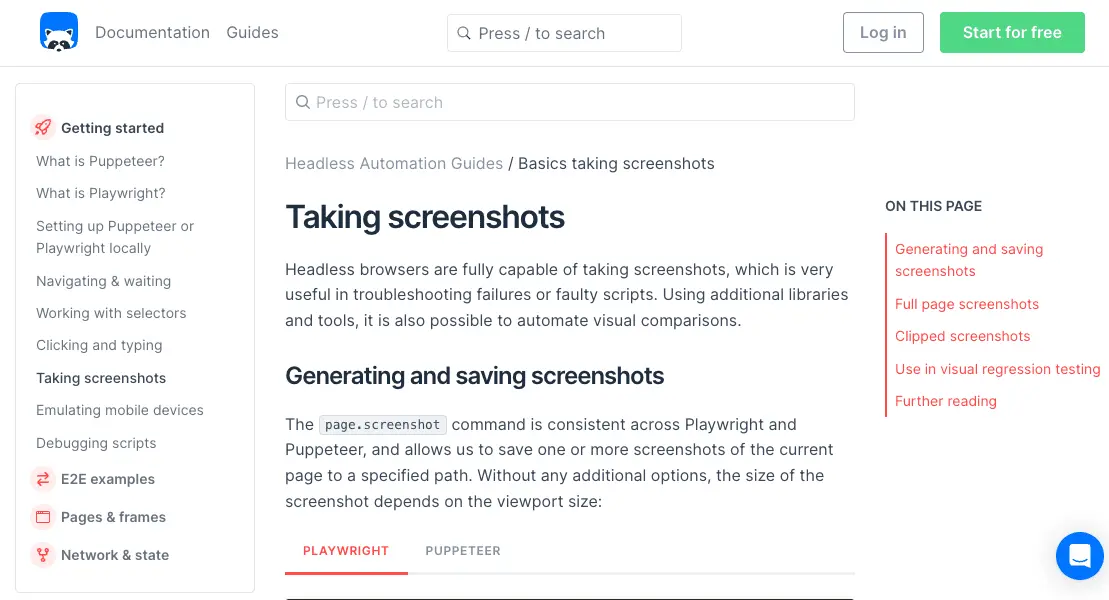 Documentation Guides Press / to search Log in Start for free
Getting started
What is Puppeteer?
What is Playwright?
Setting up Puppeteer or
Playwright locally
Navigating & waiting
Working with selectors
Clicking and typing
Taking screenshots
Emulating mobile devices
Debugging scripts
E2E examples
Pages & frames
Network & state
Press / to search
Headless Automation Guides / Basics taking screenshots
Taking screenshots
Headless browsers are fully capable of taking screenshots, which is very
useful in troubleshooting failures or faulty scripts. Using additional libraries
and tools, it is also possible to automate visual comparisons.
Generating and saving screenshots
The page.screenshot command is consistent across Playwright and
Puppeteer, and allows us to save one or more screenshots of the current
page to a specified path. Without any additional options, the size of the
screenshot depends on the viewport size:
PLAYWRIGHT PUPPETEER
ON THIS PAGE
Generating and saving
screenshots
Full page screenshots
Clipped screenshots
Use in visual regression testing
Further reading